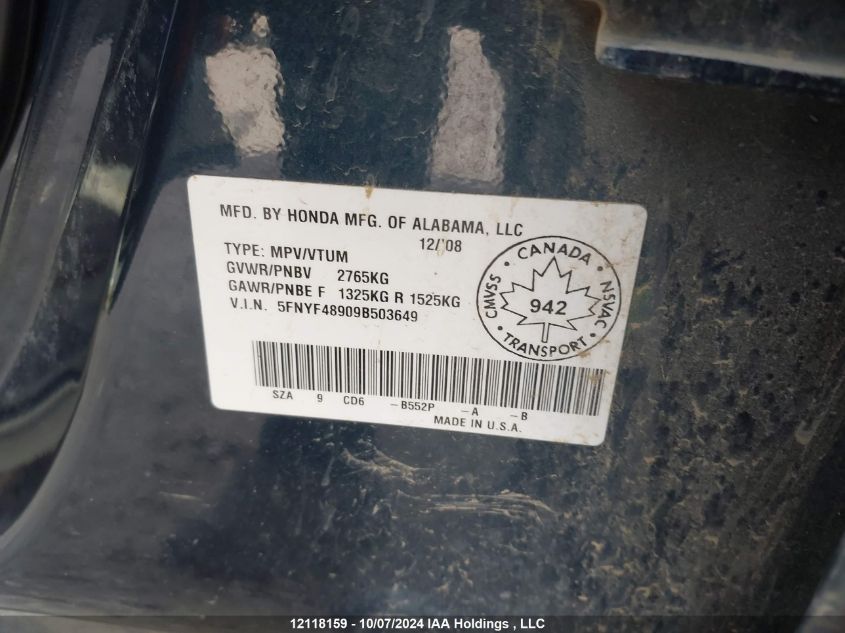 MFD. BY HONDA MFG. OF ALABAMA, LLC
12/'08
TYPE: MPV/VTUM
GVWR/PNBV 2765KG
GAWR/PNBE F 1325KG R 1525KG
V.I.N. 5FNYF48909B503649
CANADA
CMVSS 942 NSVAC
TRANSPORT
SZA 9 CD6 -B552P -A -B
MADE IN U.S.A.
12118159 - 10/07/2024 IAA Holdings , LLC